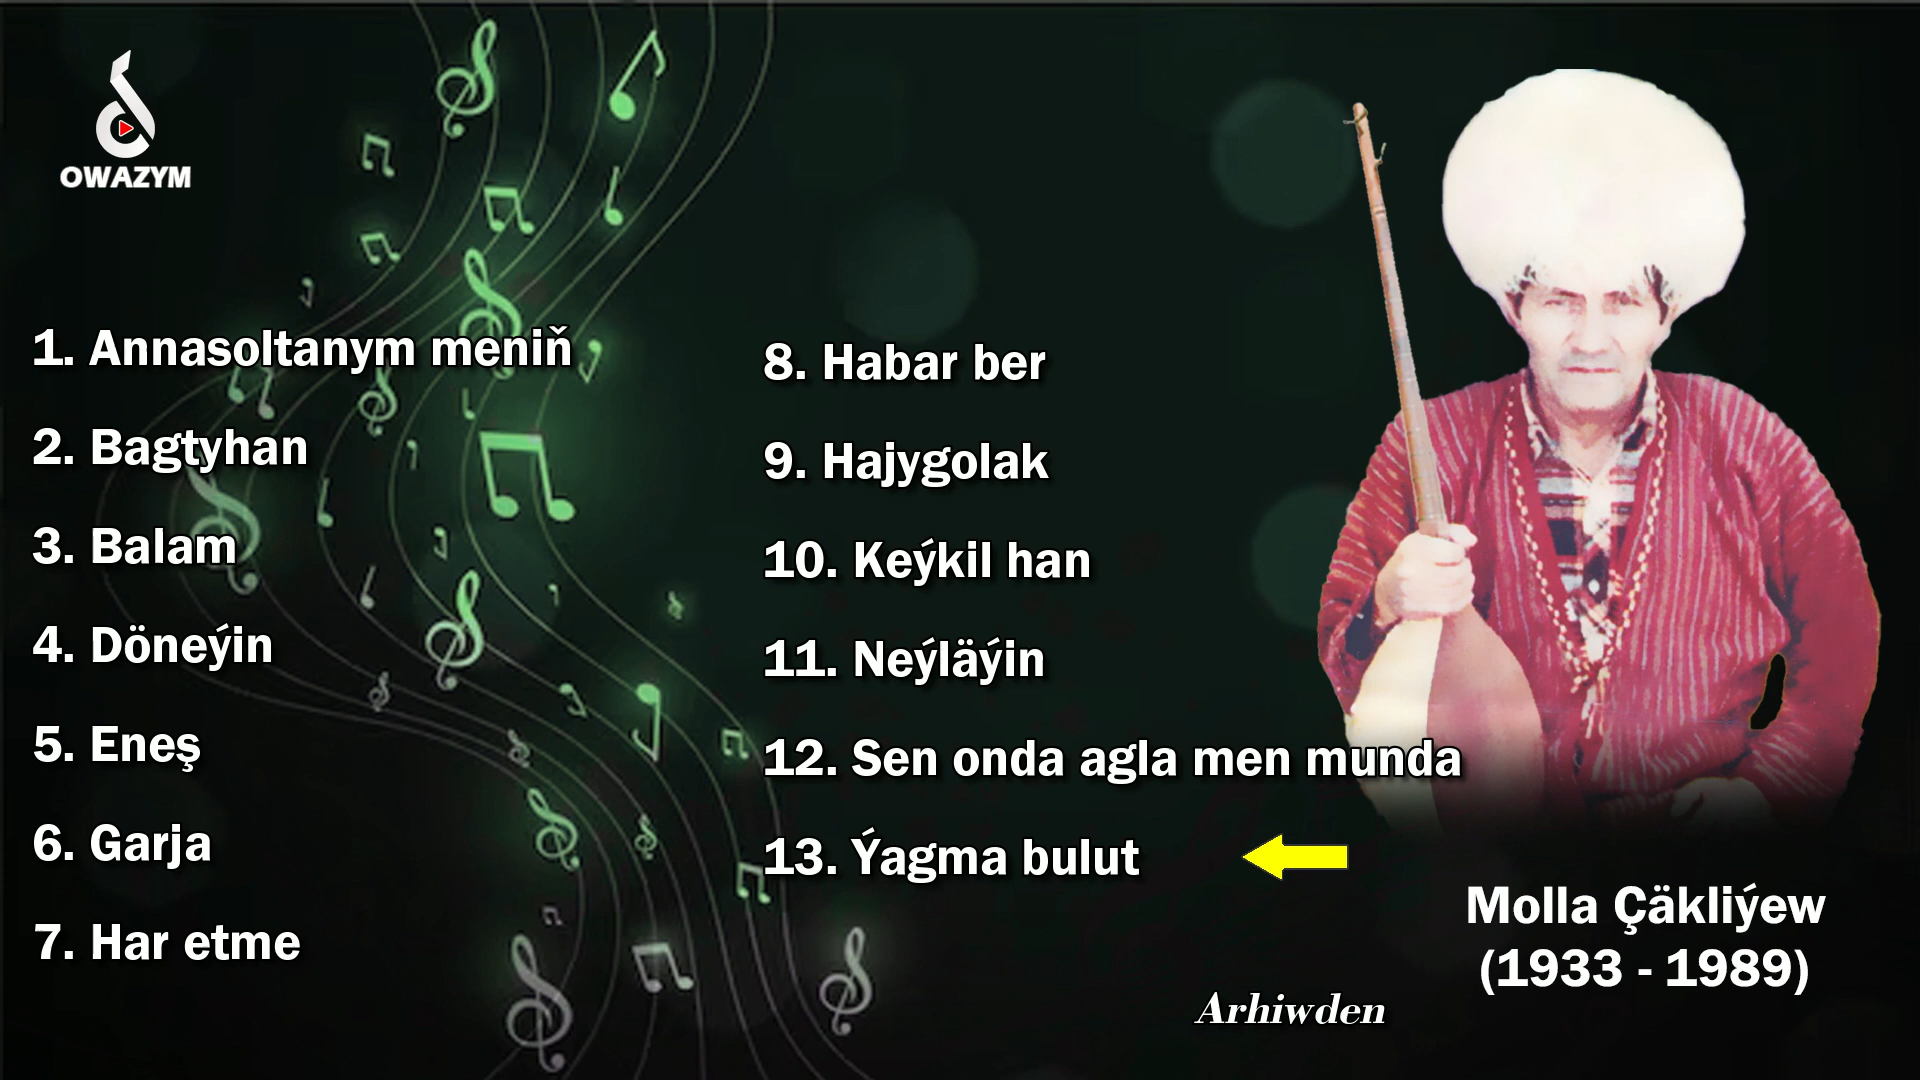 OWAZYM
1. Annasoltanym meniň
2. Bagtyhan
3. Balam
4. Döneýin
5. Eneş
6. Garja
7. Har etme
8. Habar ber
9. Hajygolak
10. Keýkil han
11. Neýläýin
12. Sen onda agla men munda
13. Ýagma bulut
Molla Çäkliýew
(1933 - 1989)
Arhiwden